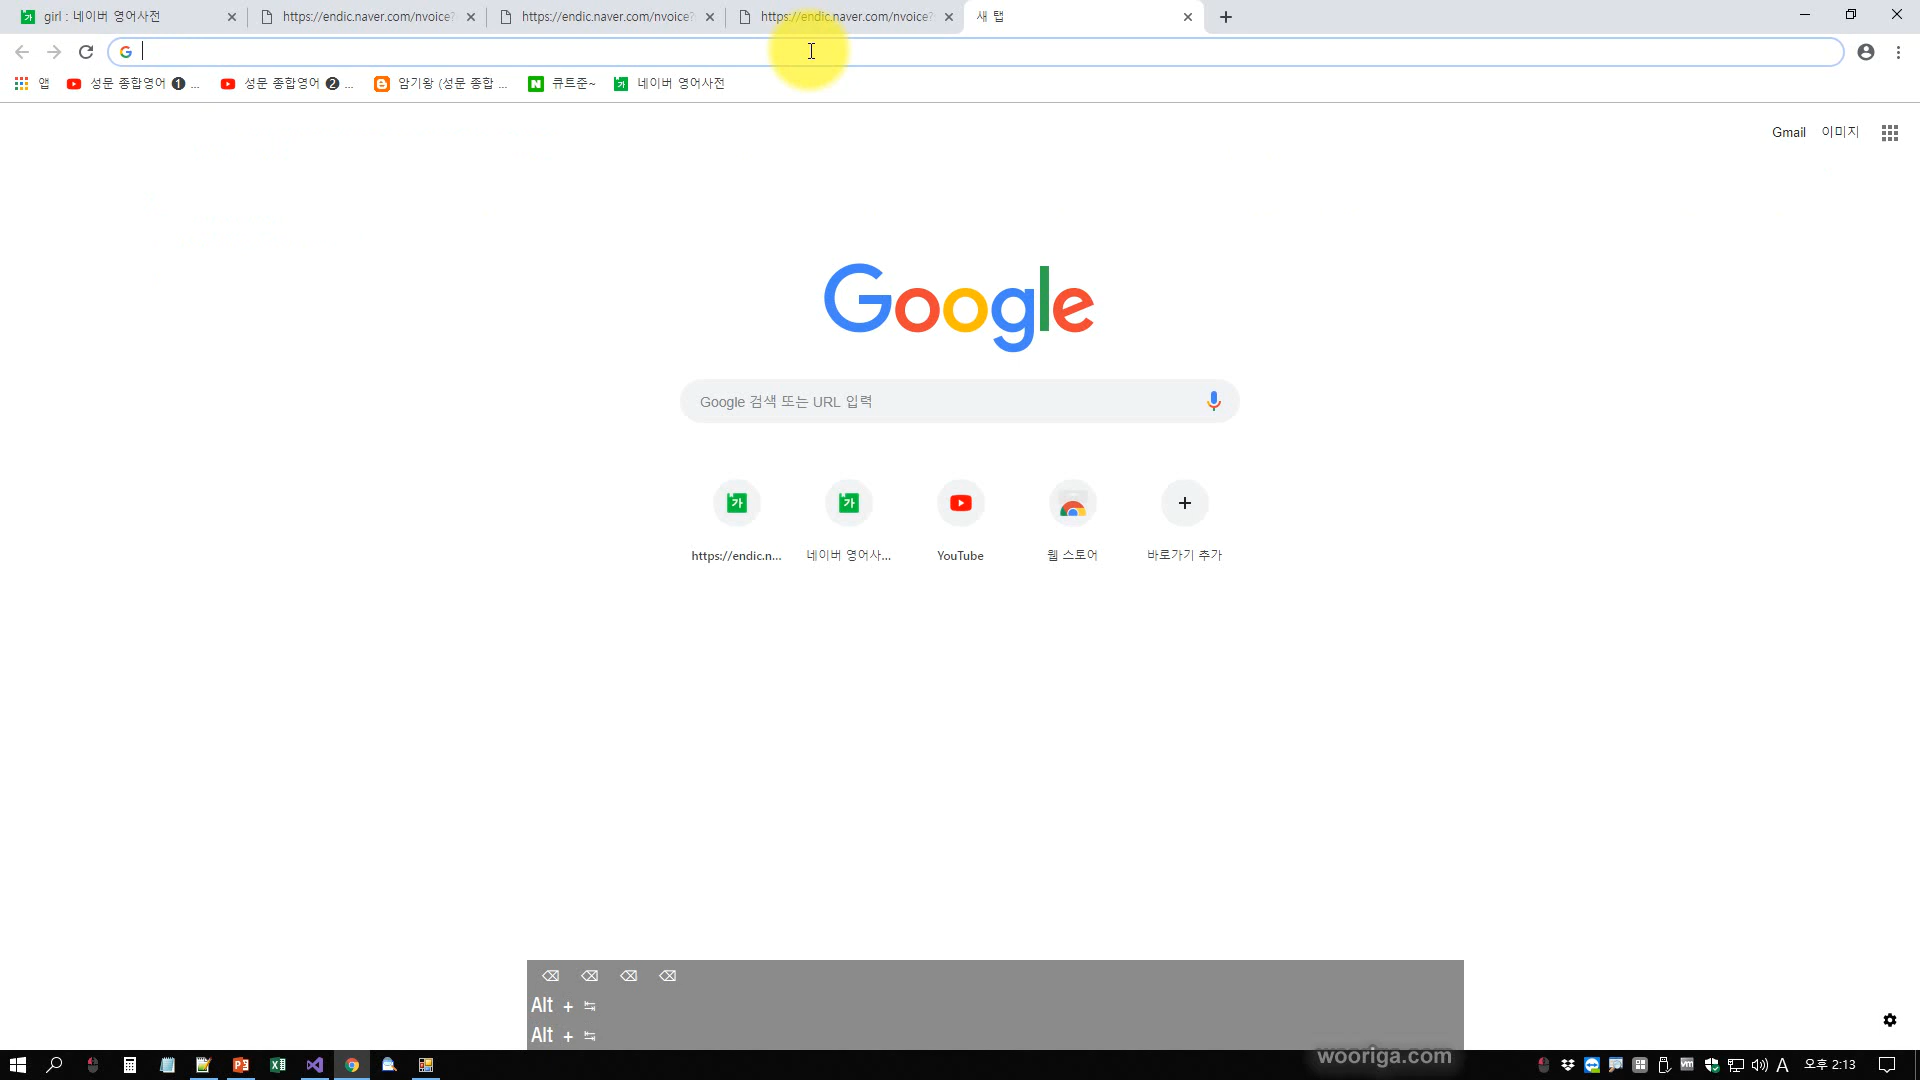 girl : 네이버 영어사전
https://endic.naver.com/nvoice?
https://endic.naver.com/nvoice?
https://endic.naver.com/nvoice?
새 탭
앱
성문 종합영어 ❶ ...
성문 종합영어 ❷ ...
암기왕 (성문 종합 ...
큐트준~
네이버 영어사전
Gmail
이미지
Google
Google 검색 또는 URL 입력
https://endic.n...
네이버 영어사...
YouTube
웹 스토어
바로가기 추가
⌫ ⌫ ⌫ ⌫
Alt + ↹
Alt + ↹
wooriga.com
A
오후 2:13